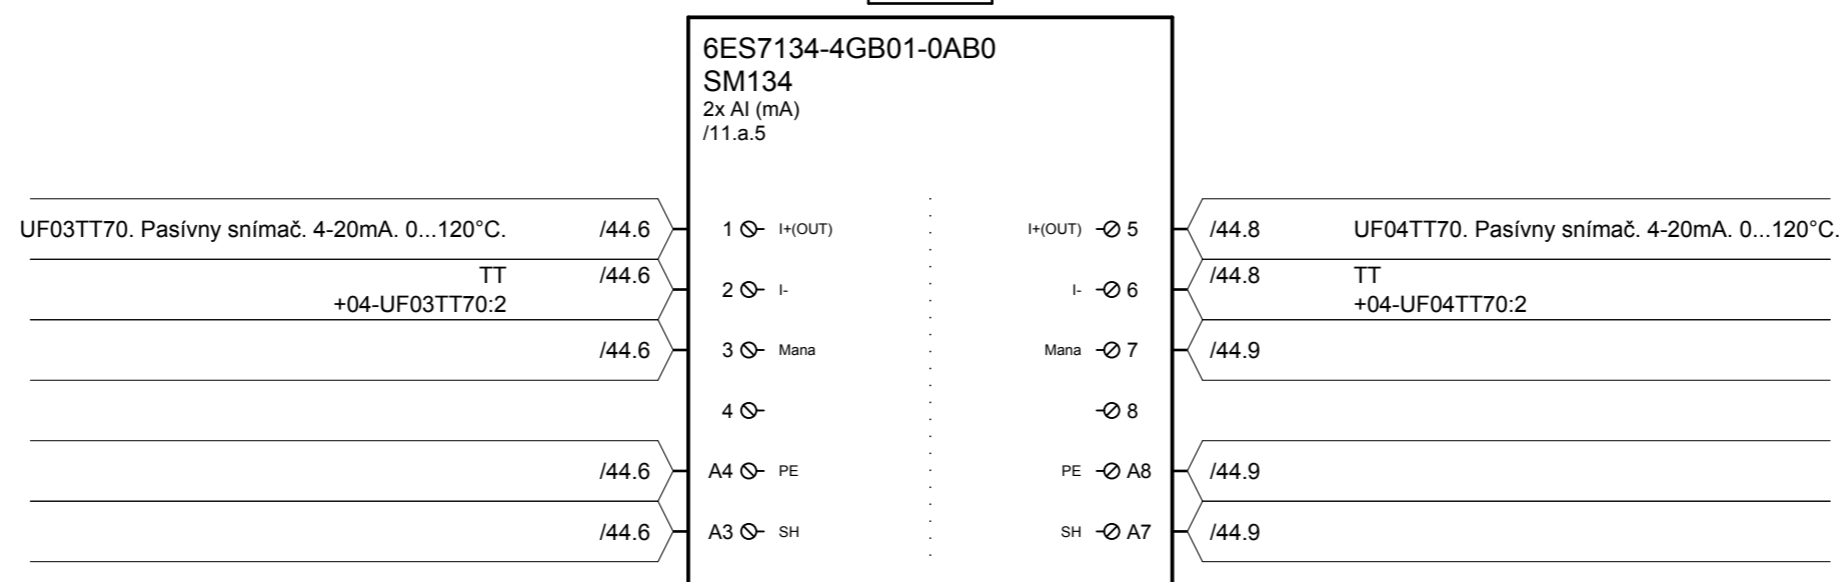 6ES7134-4GB01-0AB0
SM134
2x AI (mA)
/11.a.5
UF03TT70. Pasívny snímač. 4-20mA. 0...120°C. /44.6 1 I+(OUT) I+(OUT) 5 /44.8 UF04TT70. Pasívny snímač. 4-20mA. 0...120°C.
TT /44.6 2 I- I- 6 /44.8 TT
+04-UF03TT70:2 +04-UF04TT70:2
/44.6 3 Mana Mana 7 /44.9
4 8
/44.6 A4 PE PE A8 /44.9
/44.6 A3 SH SH A7 /44.9